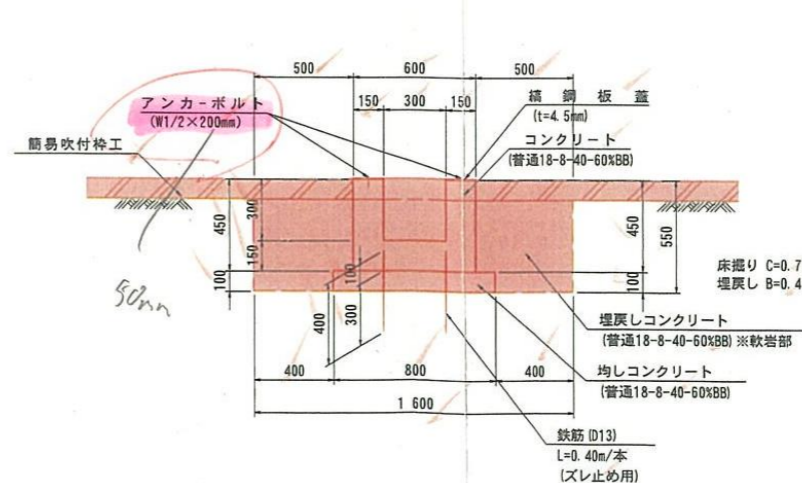 500
600
500
アンカ-ボルト
(W1/2×200mm)
150
300
150
縞鋼板蓋
(t=4.5mm)
コンクリート
(普通18-8-40-60%BB)
簡易吹付枠工
450
300
150
100
450
100
550
床掘り C=0.7
埋戻し B=0.4
50mm
100
400
300
埋戻しコンクリート
(普通18-8-40-60%BB) ※軟岩部
400
800
400
均しコンクリート
(普通18-8-40-60%BB)
1 600
鉄筋(D13)
L=0.40m/本
(ズレ止め用)